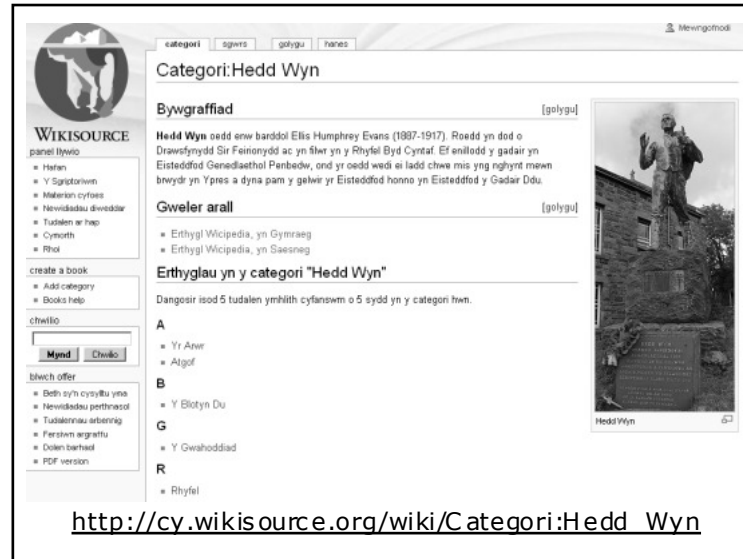 Mewngofnodi
categori sgwrs golygu hanes
Categori:Hedd Wyn
WIKISOURCE
panel llywio
Hafan
Y Sgriptoriwm
Materion cyfoes
Newidiadau diweddar
Tudalen ar hap
Cymorth
Rhoi
create a book
Add category
Books help
chwilio
Mynd Chwilio
blwch offer
Beth sy'n cysylltu yma
Newidiadau perthnasol
Tudalennau arbennig
Fersiwn argraffu
Dolen barhaol
PDF version
Bywgraffiad [golygu]
Hedd Wyn oedd enw barddol Ellis Humphrey Evans (1887-1917). Roedd yn dod o
Drawsfynydd Sir Feirionydd ac yn filwr yn y Rhyfel Byd Cyntaf. Ef enillodd y gadair yn
Eisteddfod Genedlaethol Penbedw, ond yr oedd wedi ei ladd chwe mis yng nghynt mewn
brwydr yn Ypres a dyna pam y gelwir yr Eisteddfod honno yn Eisteddfod y Gadair Ddu.
Gweler arall [golygu]
Erthygl Wicipedia, yn Gymraeg
Erthygl Wicipedia, yn Saesneg
Erthyglau yn y categori "Hedd Wyn"
Dangosir isod 5 tudalen ymhlith cyfanswm o 5 sydd yn y categori hwn.
A
Yr Arwr
Atgof
B
Y Blotyn Du
G
Y Gwahoddiad
R
Rhyfel
HEDD WYN
Hedd Wyn
http://cy.wikisource.org/wiki/Categori:Hedd_Wyn